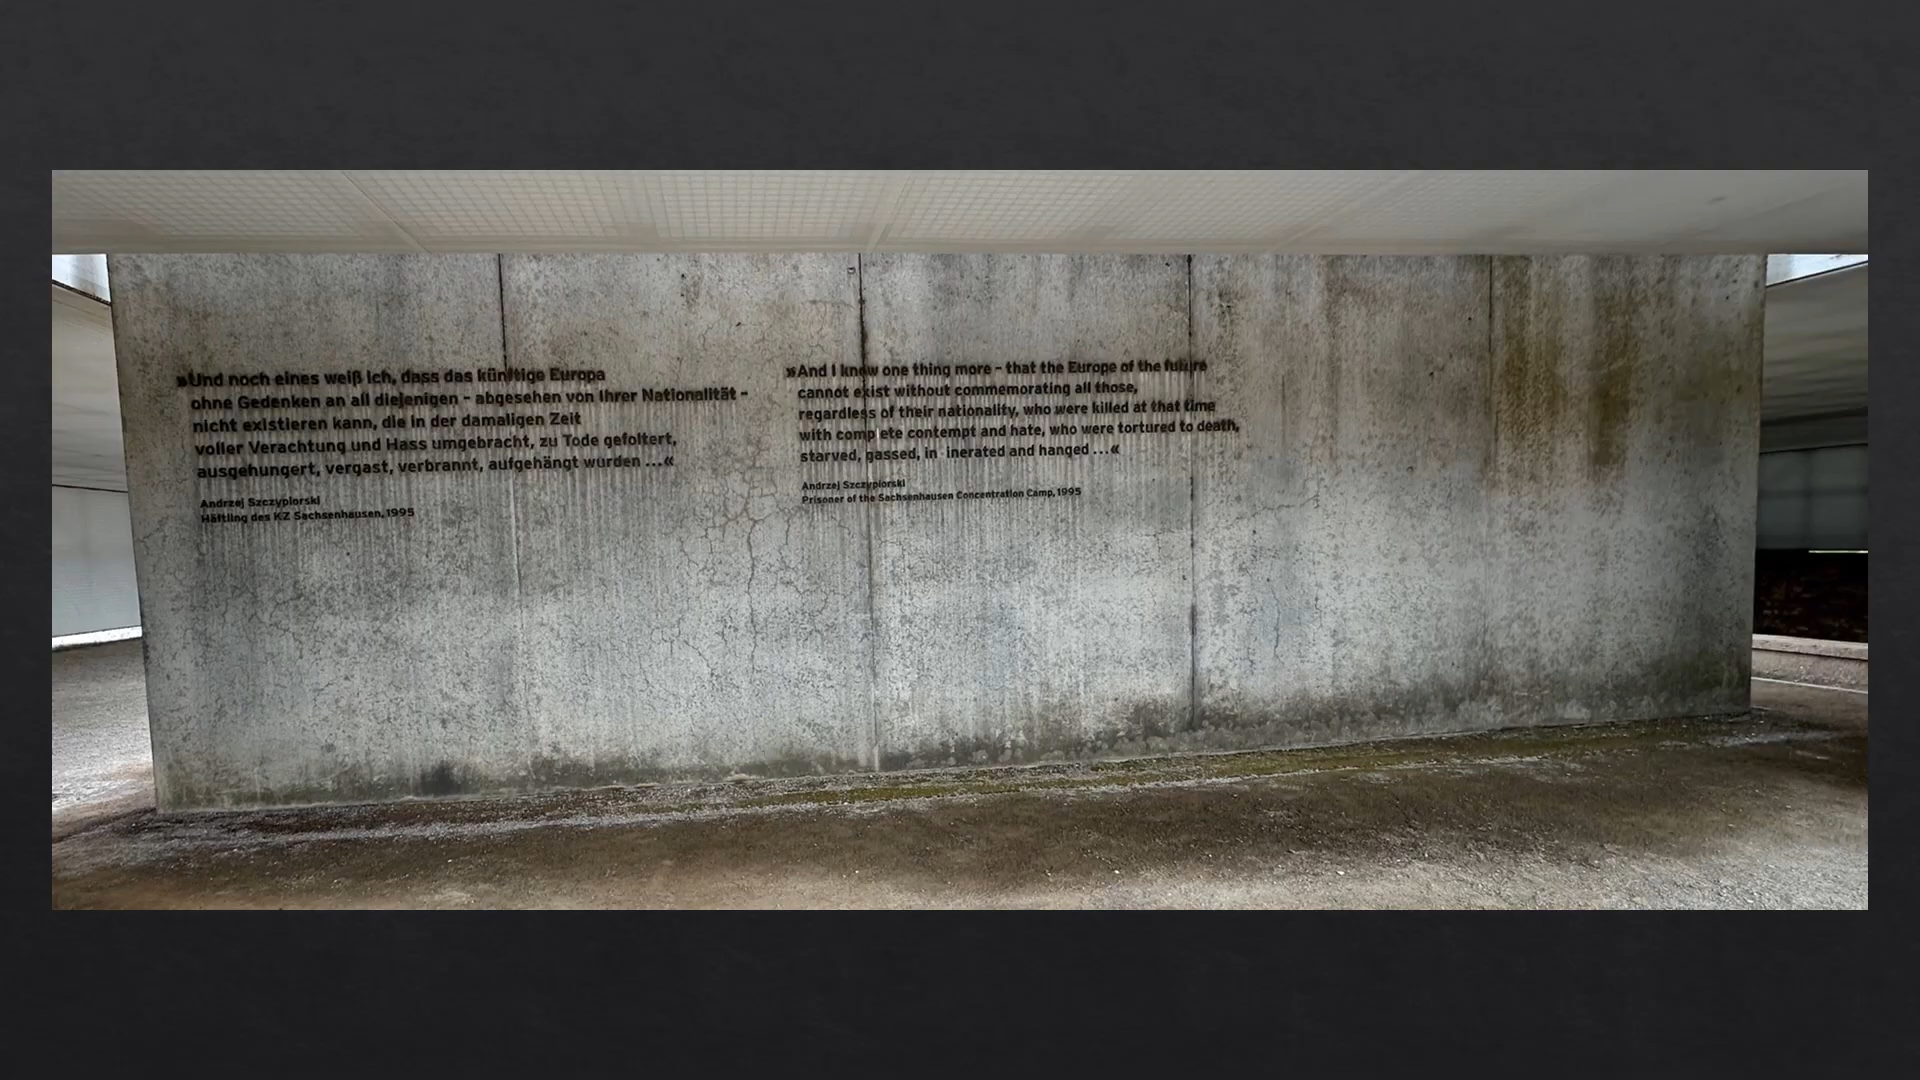 »Und noch eines weiß ich, dass das künftige Europa
ohne Gedenken an all diejenigen - abgesehen von ihrer Nationalität -
nicht existieren kann, die in der damaligen Zeit
voller Verachtung und Hass umgebracht, zu Tode gefoltert,
ausgehungert, vergast, verbrannt, aufgehängt wurden ...«
Andrzej Szczypiorski
Häftling des KZ Sachsenhausen, 1995
»And I know one thing more - that the Europe of the future
cannot exist without commemorating all those,
regardless of their nationality, who were killed at that time
with comp ete contempt and hate, who were tortured to death,
starved, gassed, in inerated and hanged ...«
Andrzej Szczypiorski
Prisoner of the Sachsenhausen Concentration Camp, 1995